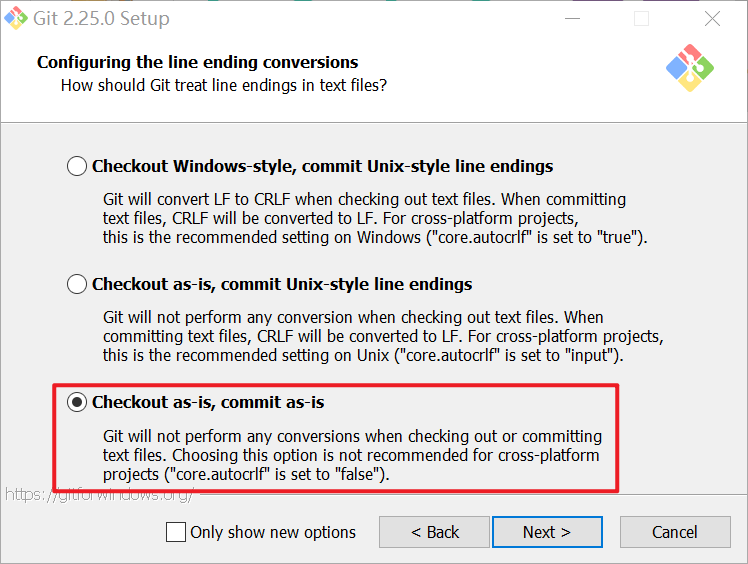 Git 2.25.0 Setup
Configuring the line ending conversions
How should Git treat line endings in text files?
Checkout Windows-style, commit Unix-style line endings
Git will convert LF to CRLF when checking out text files. When committing
text files, CRLF will be converted to LF. For cross-platform projects,
this is the recommended setting on Windows ("core.autocrlf" is set to "true").
Checkout as-is, commit Unix-style line endings
Git will not perform any conversion when checking out text files. When
committing text files, CRLF will be converted to LF. For cross-platform projects,
this is the recommended setting on Unix ("core.autocrlf" is set to "input").
Checkout as-is, commit as-is
Git will not perform any conversions when checking out or committing
text files. Choosing this option is not recommended for cross-platform
projects ("core.autocrlf" is set to "false").
https://gitforwindows.org/
Only show new options
< Back
Next >
Cancel